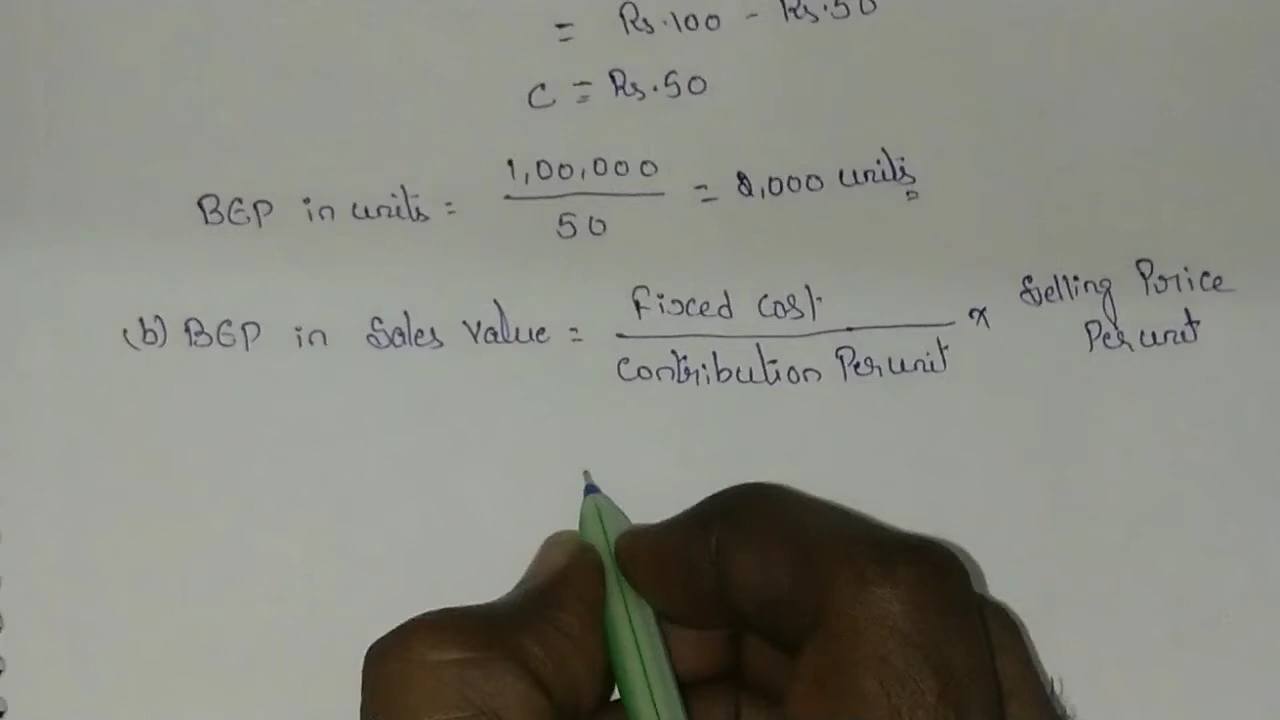 = Rs.100 - Rs.50
C = Rs.50
BEP in units = 1,00,000 / 50 = 2,000 units
(b) BEP in Sales Value = Fixed Cost / Contribution Per unit × Selling Price Per unit